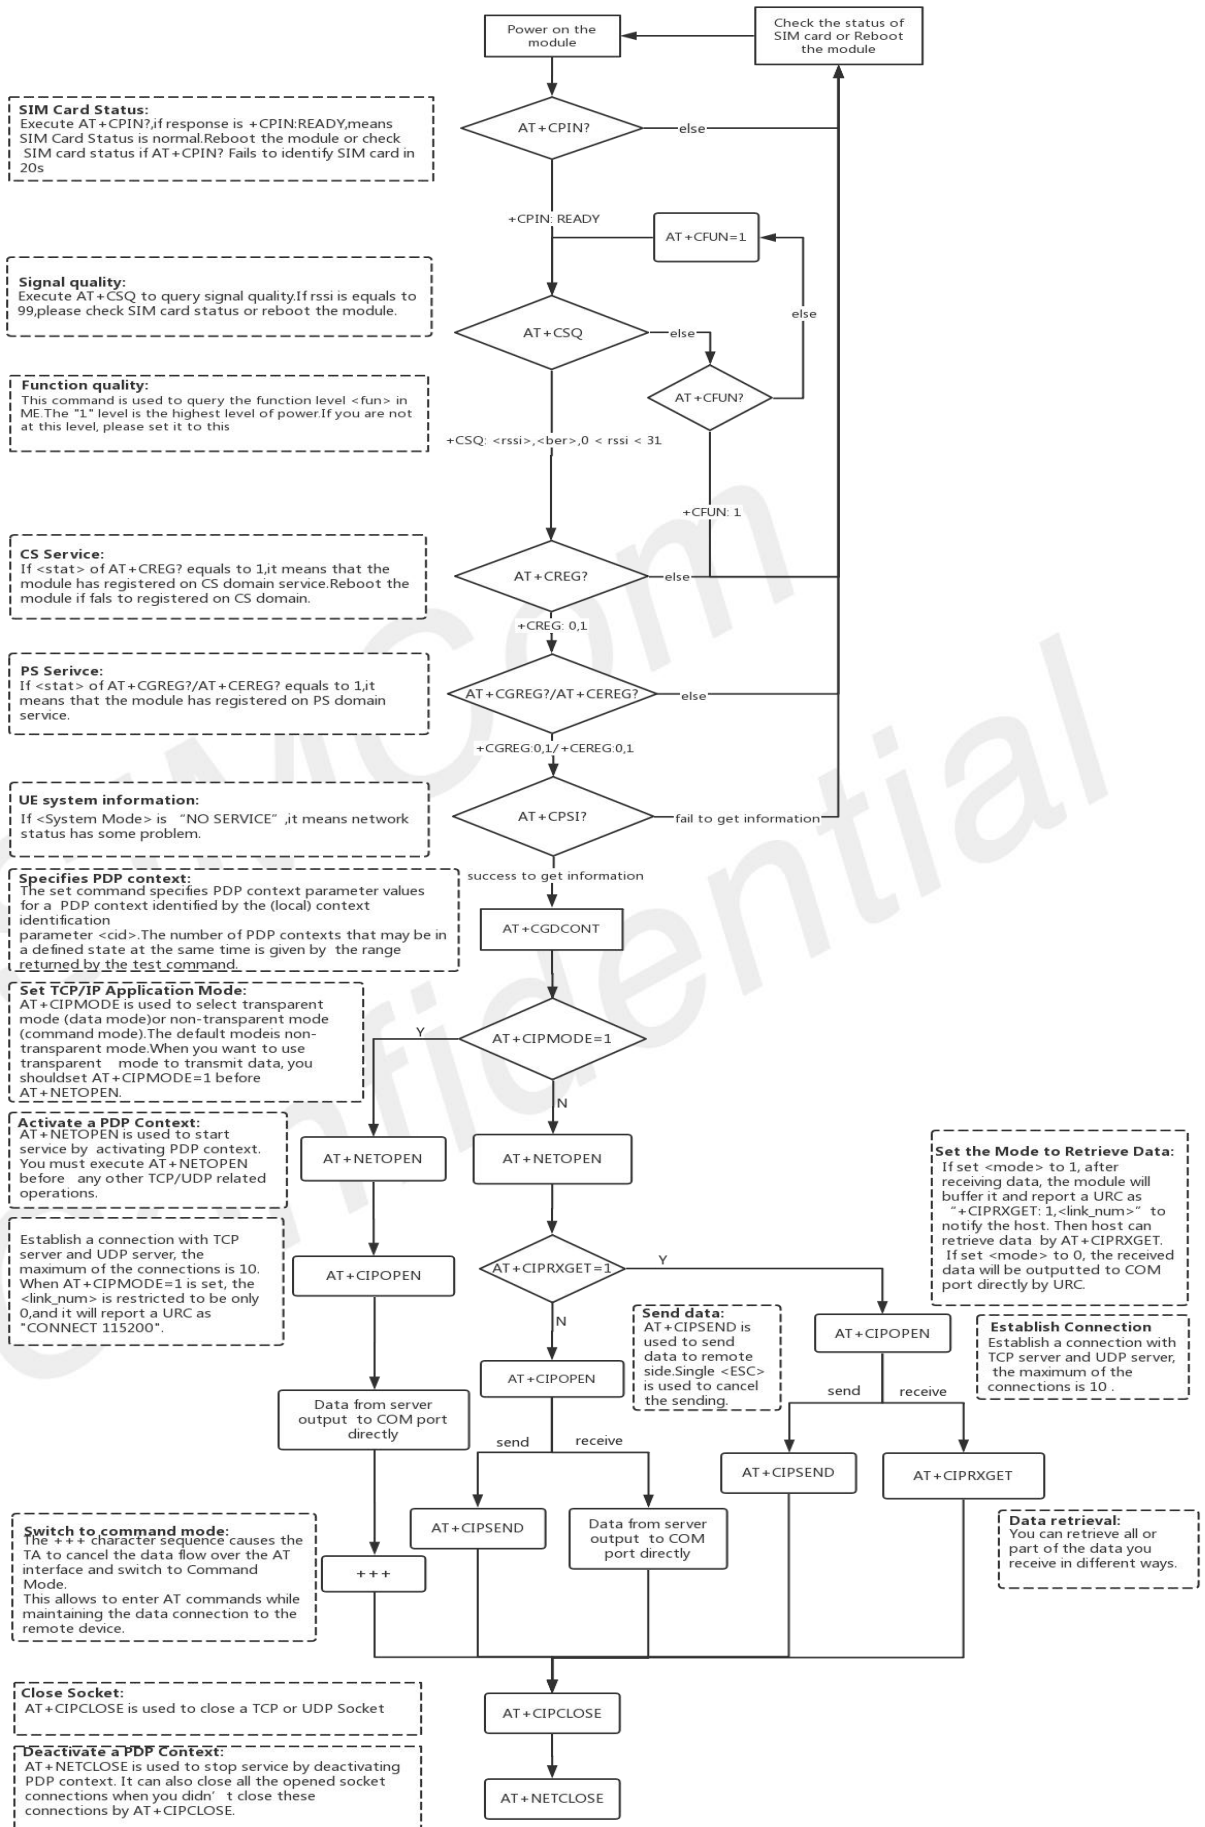 Power on the
module
Check the status of
SIM card or Reboot
the module
SIM Card Status:
Execute AT+CPIN?,if response is +CPIN:READY,means
SIM Card Status is normal.Reboot the module or check
SIM card status if AT+CPIN? Fails to identify SIM card in
20s
AT+CPIN?
else
+CPIN: READY
AT+CFUN=1
Signal quality:
Execute AT+CSQ to query signal quality.If rssi is equals to
99,please check SIM card status or reboot the module.
AT+CSQ
else
else
Function quality:
This command is used to query the function level <fun> in
ME.The "1" level is the highest level of power.If you are not
at this level, please set it to this
AT+CFUN?
+CSQ: <rssi>,<ber>,0 < rssi < 31
+CFUN: 1
CS Service:
If <stat> of AT+CREG? equals to 1,it means that the
module has registered on CS domain service.Reboot the
module if fals to registered on CS domain.
AT+CREG?
else
+CREG: 0,1
PS Serivce:
If <stat> of AT+CGREG?/AT+CEREG? equals to 1,it
means that the module has registered on PS domain
service.
AT+CGREG?/AT+CEREG?
else
+CGREG:0,1/+CEREG:0,1
UE system information:
If <System Mode> is “NO SERVICE”,it means network
status has some problem.
AT+CPSI?
fail to get information
success to get information
Specifies PDP context:
The set command specifies PDP context parameter values
for a PDP context identified by the (local) context
identification
parameter <cid>.The number of PDP contexts that may be in
a defined state at the same time is given by the range
returned by the test command.
AT+CGDCONT
Set TCP/IP Application Mode:
AT+CIPMODE is used to select transparent
mode (data mode)or non-transparent mode
(command mode).The default modeis non-
transparent mode.When you want to use
transparent mode to transmit data, you
shouldset AT+CIPMODE=1 before
AT+NETOPEN.
Y
AT+CIPMODE=1
N
Activate a PDP Context:
AT+NETOPEN is used to start
service by activating PDP context.
You must execute AT+NETOPEN
before any other TCP/UDP related
operations.
AT+NETOPEN
AT+NETOPEN
Set the Mode to Retrieve Data:
If set <mode> to 1, after
receiving data, the module will
buffer it and report a URC as
“+CIPRXGET: 1,<link_num>” to
notify the host. Then host can
retrieve data by AT+CIPRXGET.
If set <mode> to 0, the received
data will be outputted to COM
port directly by URC.
Establish a connection with TCP
server and UDP server, the
maximum of the connections is 10.
When AT+CIPMODE=1 is set, the
<link_num> is restricted to be only
0,and it will report a URC as
"CONNECT 115200".
AT+CIPOPEN
AT+CIPRXGET=1
Y
N
Send data:
AT+CIPSEND is
used to send
data to remote
side.Single <ESC>
is used to cancel
the sending.
AT+CIPOPEN
Establish Connection
Establish a connection with
TCP server and UDP server,
the maximum of the
connections is 10 .
AT+CIPOPEN
send
receive
Data from server
output to COM port
directly
send
receive
AT+CIPSEND
AT+CIPRXGET
AT+CIPSEND
Data from server
output to COM
port directly
Data retrieval:
You can retrieve all or
part of the data you
receive in different ways.
Switch to command mode:
The +++ character sequence causes the
TA to cancel the data flow over the AT
interface and switch to Command
Mode.
This allows to enter AT commands while
maintaining the data connection to the
remote device.
+++
Close Socket:
AT+CIPCLOSE is used to close a TCP or UDP Socket
AT+CIPCLOSE
Deactivate a PDP Context:
AT+NETCLOSE is used to stop service by deactivating
PDP context. It can also close all the opened socket
connections when you didn’t close these
connections by AT+CIPCLOSE.
AT+NETCLOSE